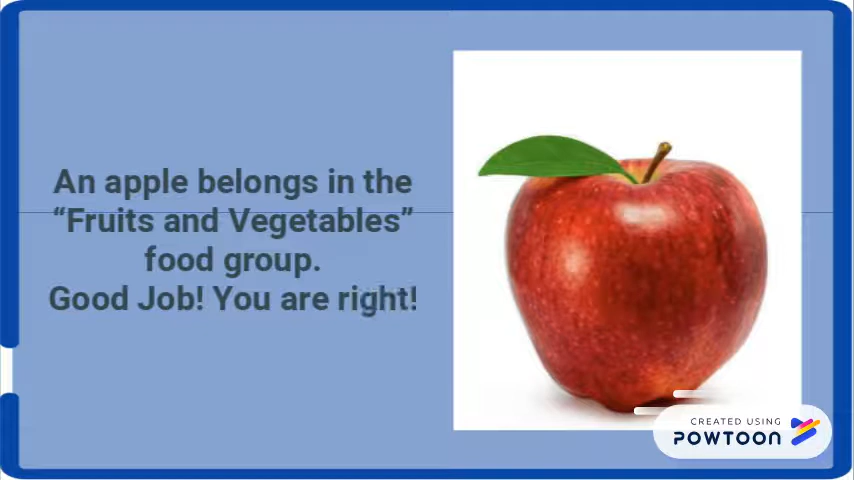 An apple belongs in the
“Fruits and Vegetables”
food group.
Good Job! You are right!
CREATED USING
POWTOON